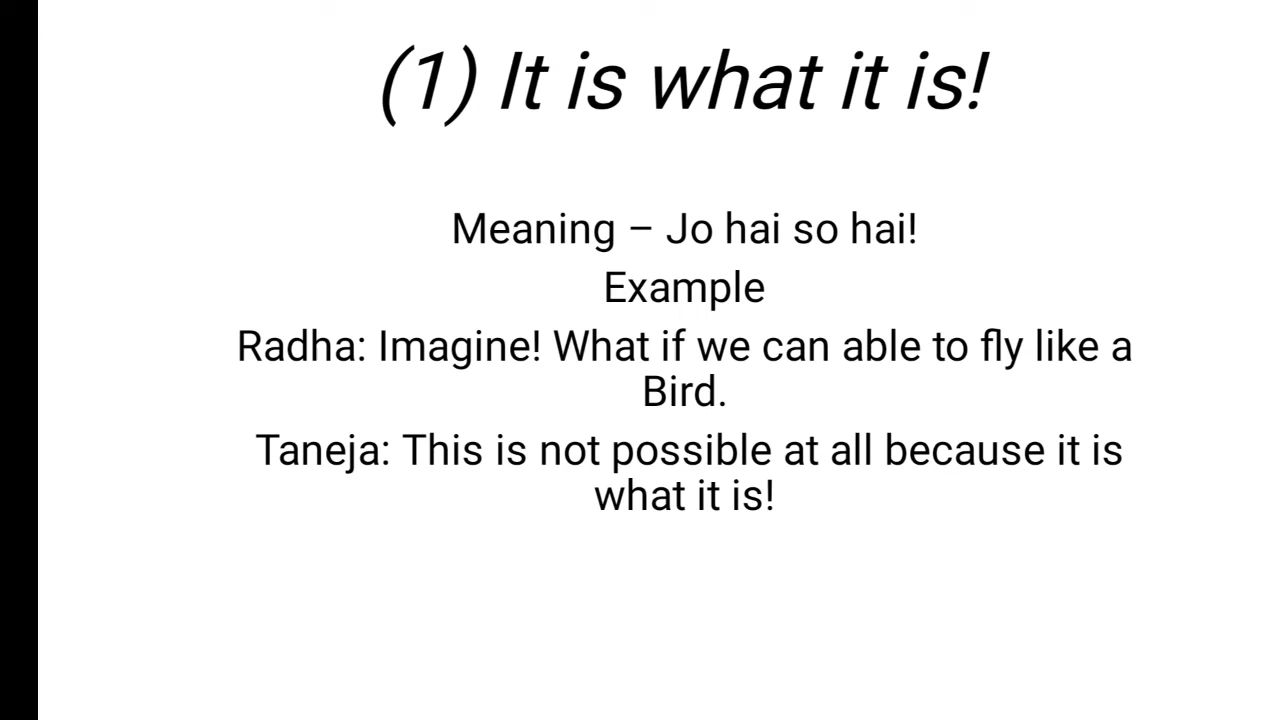 (1) It is what it is!
Meaning – Jo hai so hai!
Example
Radha: Imagine! What if we can able to fly like a
Bird.
Taneja: This is not possible at all because it is
what it is!